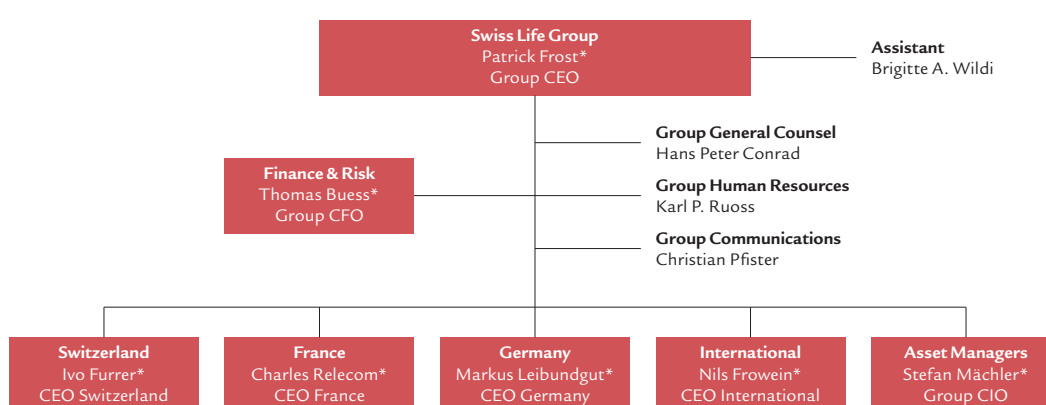 Swiss Life Group
Patrick Frost*
Group CEO
Assistant
Brigitte A. Wildi
Group General Counsel
Hans Peter Conrad
Finance & Risk
Thomas Buess*
Group CFO
Group Human Resources
Karl P. Ruoss
Group Communications
Christian Pfister
Switzerland
Ivo Furrer*
CEO Switzerland
France
Charles Relecom*
CEO France
Germany
Markus Leibundgut*
CEO Germany
International
Nils Frowein*
CEO International
Asset Managers
Stefan Mächler*
Group CIO